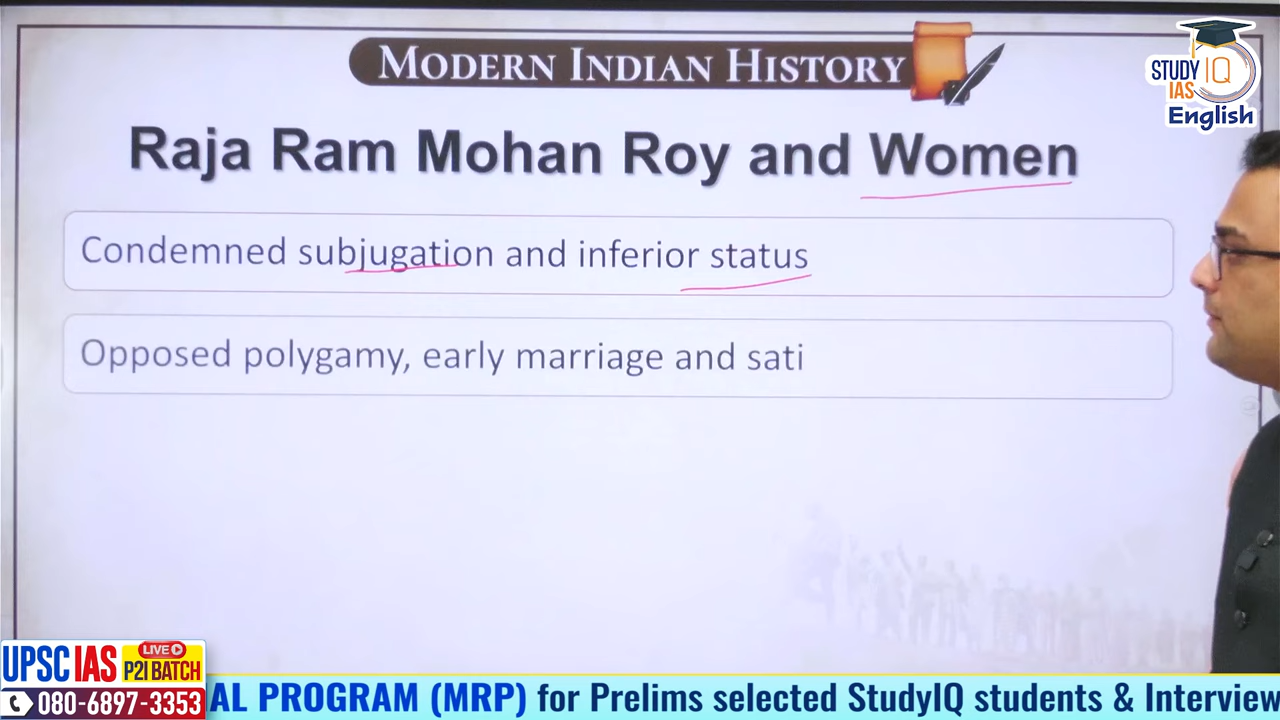 MODERN INDIAN HISTORY
STUDY IQ
IAS
English
Raja Ram Mohan Roy and Women
Condemned subjugation and inferior status
Opposed polygamy, early marriage and sati
UPSC IAS
LIVE
P2I BATCH
080-6897-3353
AL PROGRAM (MRP) for Prelims selected StudyIQ students & Interview